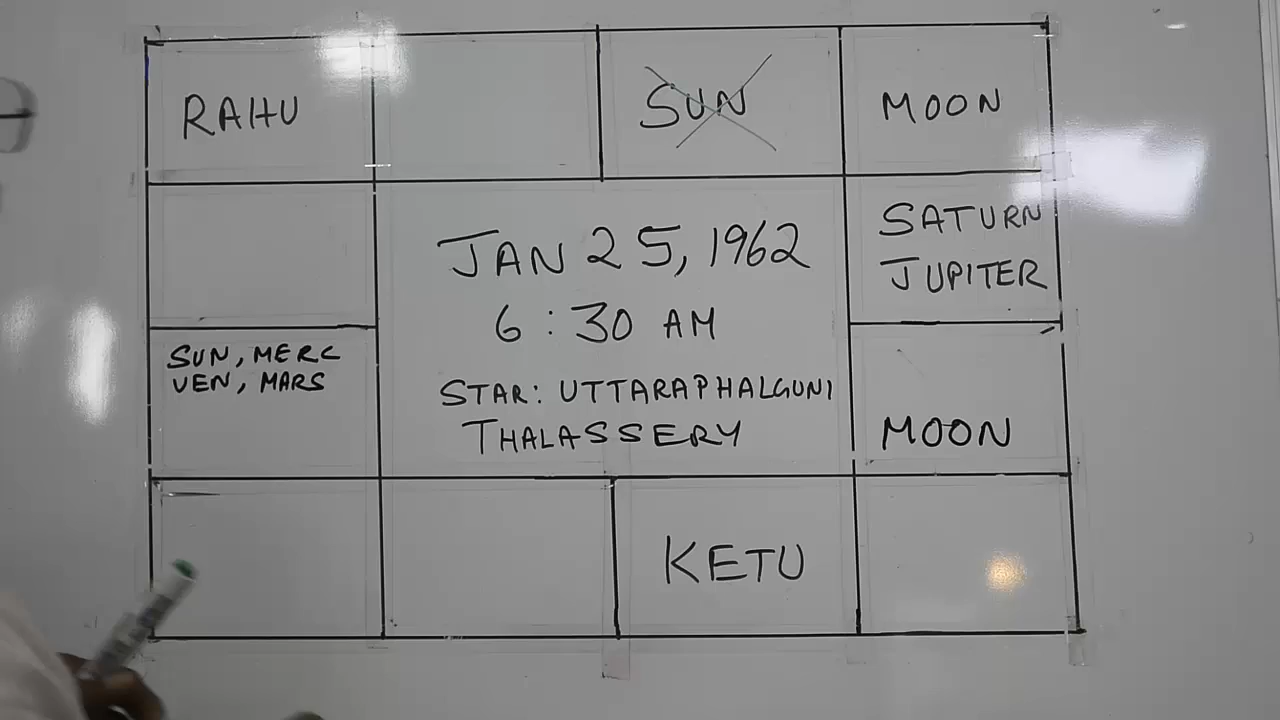 RAHU
SUN
MOON
SATURN
JUPITER
JAN 25, 1962
6 : 30 AM
STAR: UTTARAPHALGUNI
THALASSERY
SUN, MERC
VEN, MARS
MOON
KETU